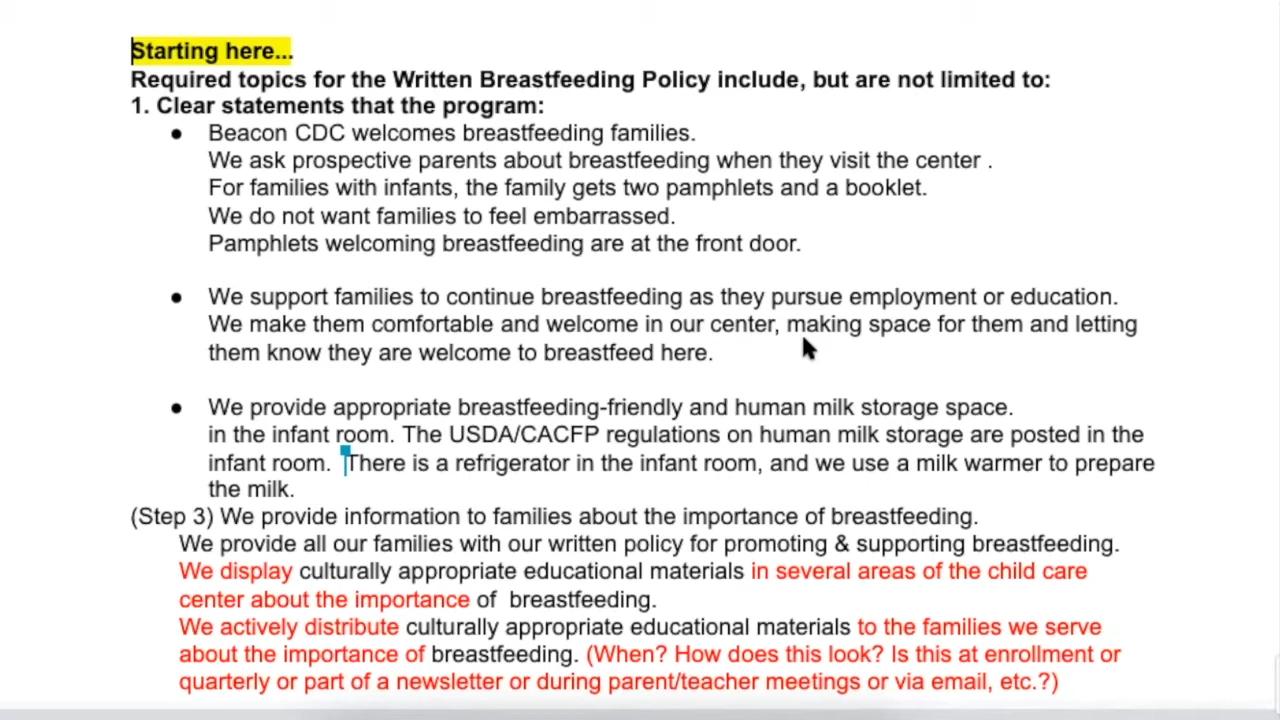 Starting here...
Required topics for the Written Breastfeeding Policy include, but are not limited to:
1. Clear statements that the program:
● Beacon CDC welcomes breastfeeding families.
We ask prospective parents about breastfeeding when they visit the center .
For families with infants, the family gets two pamphlets and a booklet.
We do not want families to feel embarrassed.
Pamphlets welcoming breastfeeding are at the front door.
● We support families to continue breastfeeding as they pursue employment or education.
We make them comfortable and welcome in our center, making space for them and letting
them know they are welcome to breastfeed here.
● We provide appropriate breastfeeding-friendly and human milk storage space.
in the infant room. The USDA/CACFP regulations on human milk storage are posted in the
infant room. There is a refrigerator in the infant room, and we use a milk warmer to prepare
the milk.
(Step 3) We provide information to families about the importance of breastfeeding.
We provide all our families with our written policy for promoting & supporting breastfeeding.
We display culturally appropriate educational materials in several areas of the child care
center about the importance of breastfeeding.
We actively distribute culturally appropriate educational materials to the families we serve
about the importance of breastfeeding. (When? How does this look? Is this at enrollment or
quarterly or part of a newsletter or during parent/teacher meetings or via email, etc.?)